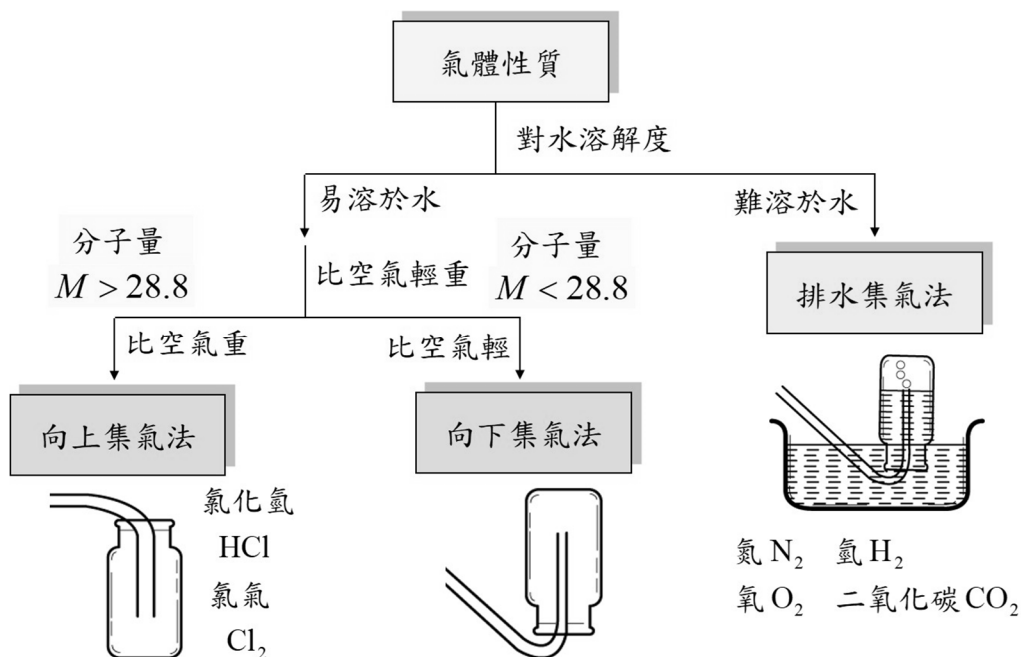 氣體性質
對水溶解度
易溶於水
難溶於水
分子量
M > 28.8
比空氣輕重
分子量
M < 28.8
排水集氣法
比空氣重
比空氣輕
向上集氣法
向下集氣法
氯化氫
HCl
氯氣
Cl₂
氮 N₂ 氫 H₂
氧 O₂ 二氧化碳 CO₂